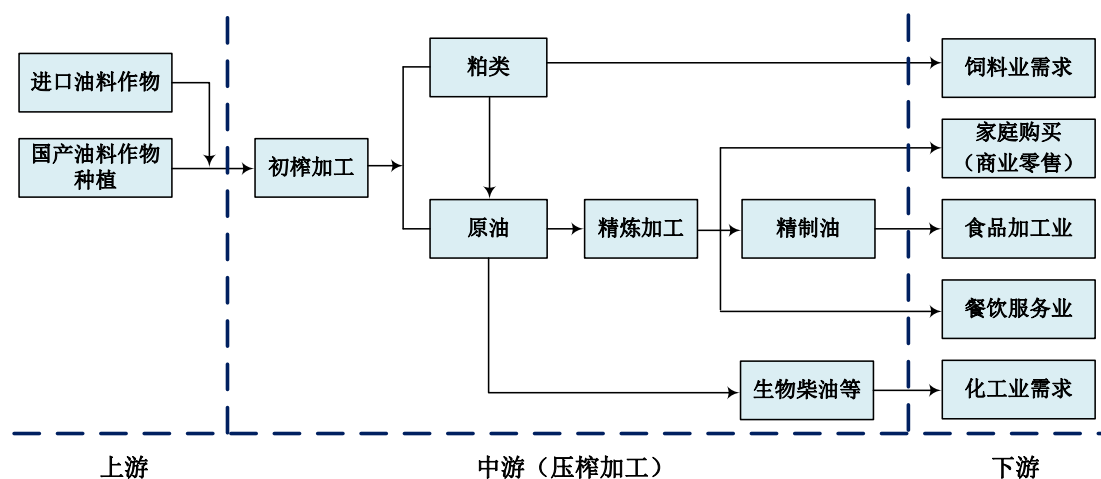 进口油料作物
国产油料作物
种植
初榨加工
粕类
原油
精炼加工
精制油
生物柴油等
饲料业需求
家庭购买
（商业零售）
食品加工业
餐饮服务业
化工业需求
上游
中游（压榨加工）
下游